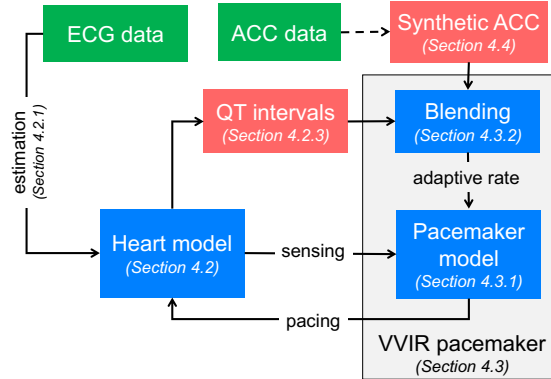 ECG data
ACC data
Synthetic ACC
(Section 4.4)
estimation
(Section 4.2.1)
QT intervals
(Section 4.2.3)
Blending
(Section 4.3.2)
adaptive rate
Heart model
(Section 4.2)
sensing
Pacemaker
model
(Section 4.3.1)
pacing
VVIR pacemaker
(Section 4.3)